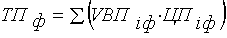 ТП ф = Σ(VВП iф · ЦП iф)